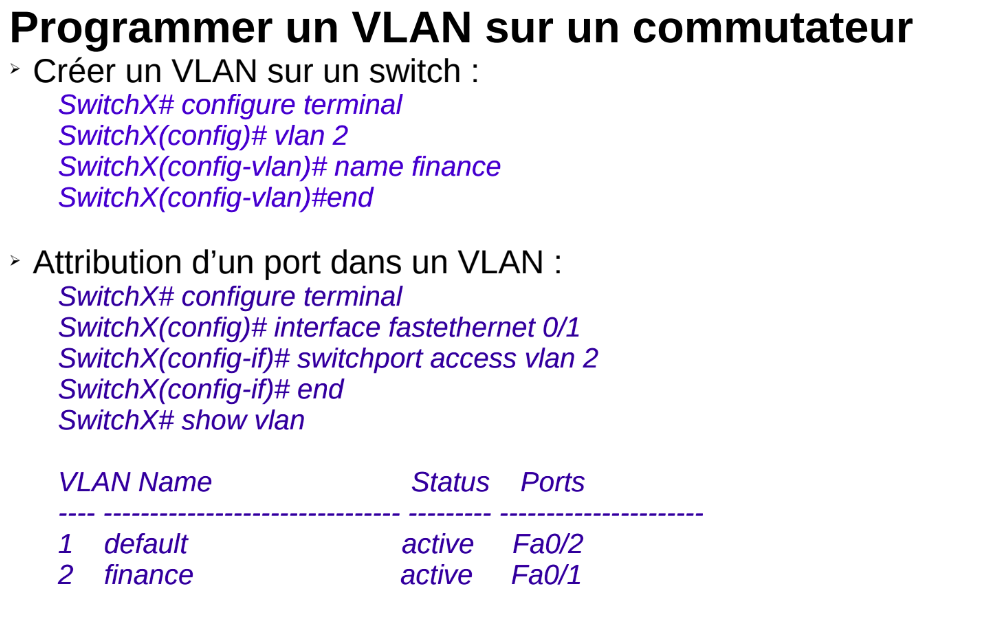 Programmer un VLAN sur un commutateur
➢ Créer un VLAN sur un switch :
SwitchX# configure terminal
SwitchX(config)# vlan 2
SwitchX(config-vlan)# name finance
SwitchX(config-vlan)#end
➢ Attribution d’un port dans un VLAN :
SwitchX# configure terminal
SwitchX(config)# interface fastethernet 0/1
SwitchX(config-if)# switchport access vlan 2
SwitchX(config-if)# end
SwitchX# show vlan
VLAN Name Status Ports
---- -------------------------------- --------- ----------------------
1 default active Fa0/2
2 finance active Fa0/1